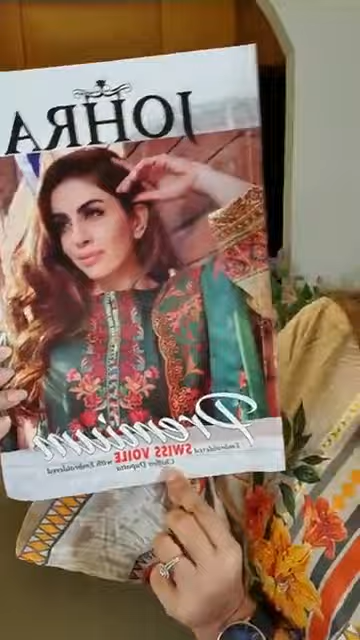 JOHRA
Premium
Embroidered SWISS VOILE with Embroidered
Chiffon Dupatta